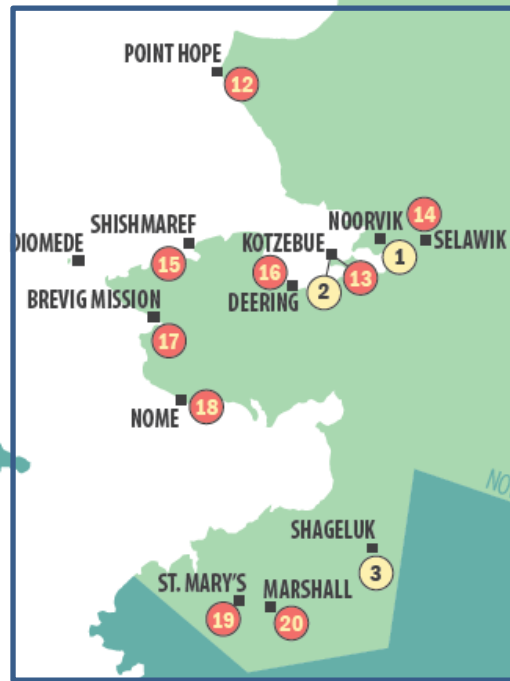 POINT HOPE
12
14
NOORVIK
SHISHMAREF
KOTZEBUE
SELAWIK
DIOMEDE
15
16
1
13
2
DEERING
BREVIG MISSION
17
18
NOME
NO
SHAGELUK
3
ST. MARY'S
MARSHALL
19
20